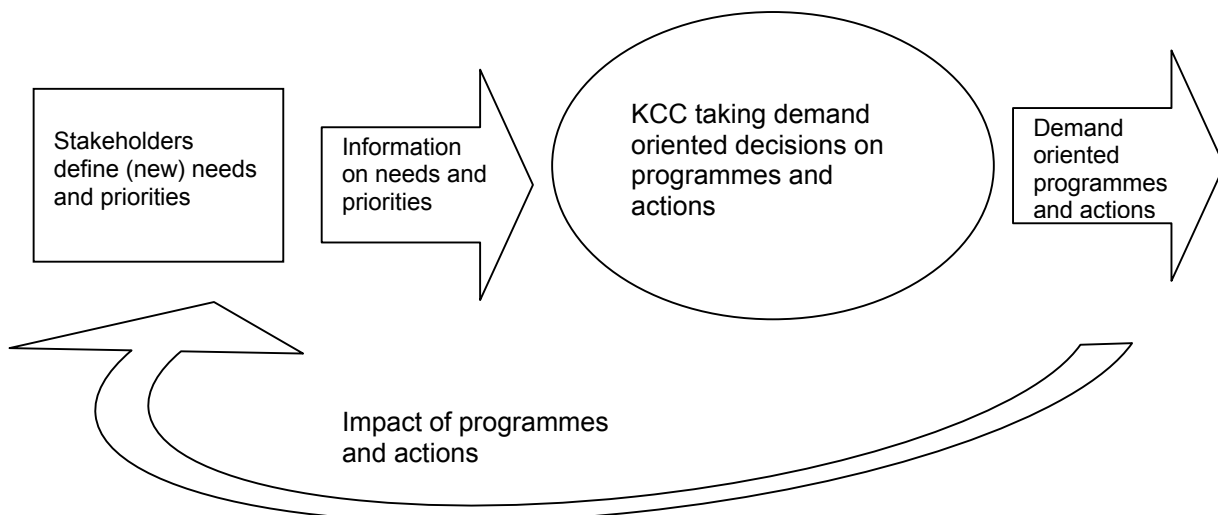 Stakeholders
define (new) needs
and priorities
Information
on needs and
priorities
KCC taking demand
oriented decisions on
programmes and
actions
Demand
oriented
programmes
and actions
Impact of programmes
and actions